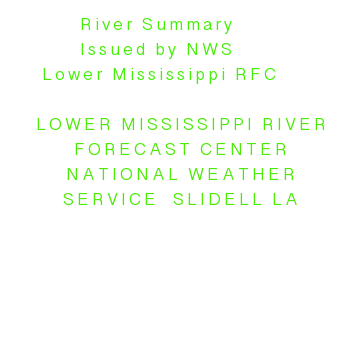 River Summary
Issued by NWS
Lower Mississippi RFC
LOWER MISSISSIPPI RIVER
FORECAST CENTER
NATIONAL WEATHER
SERVICE SLIDELL LA